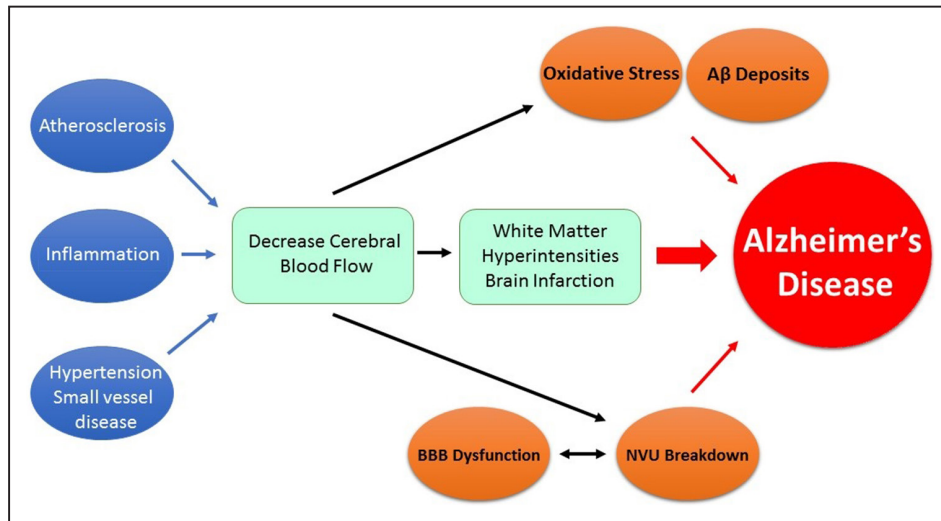 Oxidative Stress
Aβ Deposits
Atherosclerosis
Inflammation
Hypertension
Small vessel
disease
Decrease Cerebral
Blood Flow
White Matter
Hyperintensities
Brain Infarction
Alzheimer’s
Disease
BBB Dysfunction
NVU Breakdown